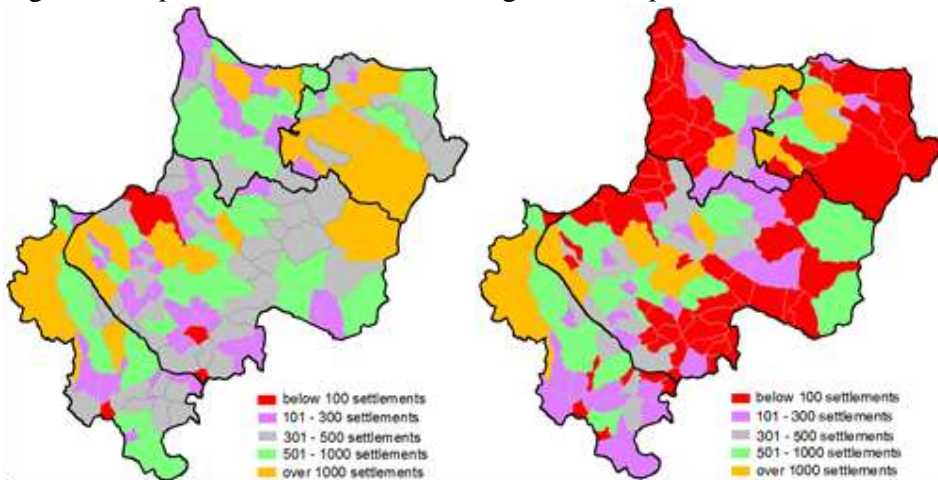 below 100 settlements
101 - 300 settlements
301 - 500 settlements
501 - 1000 settlements
over 1000 settlements
below 100 settlements
101 - 300 settlements
301 - 500 settlements
501 - 1000 settlements
over 1000 settlements